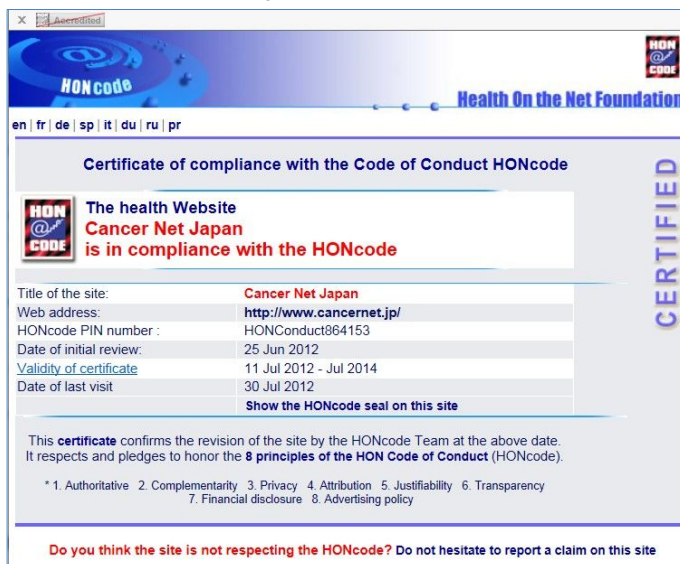 X Accredited
HON
@
CODE
HONcode
Health On the Net Foundation
en | fr | de | sp | it | du | ru | pr
Certificate of compliance with the Code of Conduct HONcode
CERTIFIED
HON
@
CODE
The health Website
Cancer Net Japan
is in compliance with the HONcode
Title of the site: Cancer Net Japan
Web address: http://www.cancernet.jp/
HONcode PIN number : HONConduct864153
Date of initial review: 25 Jun 2012
Validity of certificate 11 Jul 2012 - Jul 2014
Date of last visit 30 Jul 2012
Show the HONcode seal on this site
This certificate confirms the revision of the site by the HONcode Team at the above date.
It respects and pledges to honor the 8 principles of the HON Code of Conduct (HONcode).
* 1. Authoritative 2. Complementarity 3. Privacy 4. Attribution 5. Justifiability 6. Transparency
7. Financial disclosure 8. Advertising policy
Do you think the site is not respecting the HONcode? Do not hesitate to report a claim on this site